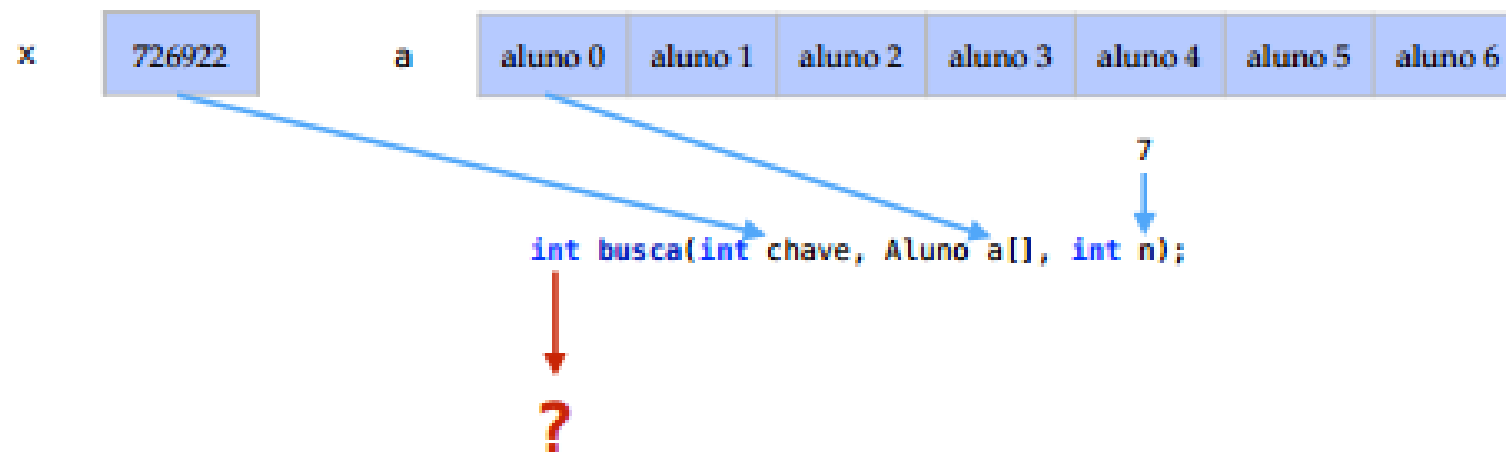 x 726922 a aluno 0 aluno 1 aluno 2 aluno 3 aluno 4 aluno 5 aluno 6
7
int busca(int chave, Aluno a[], int n);
?